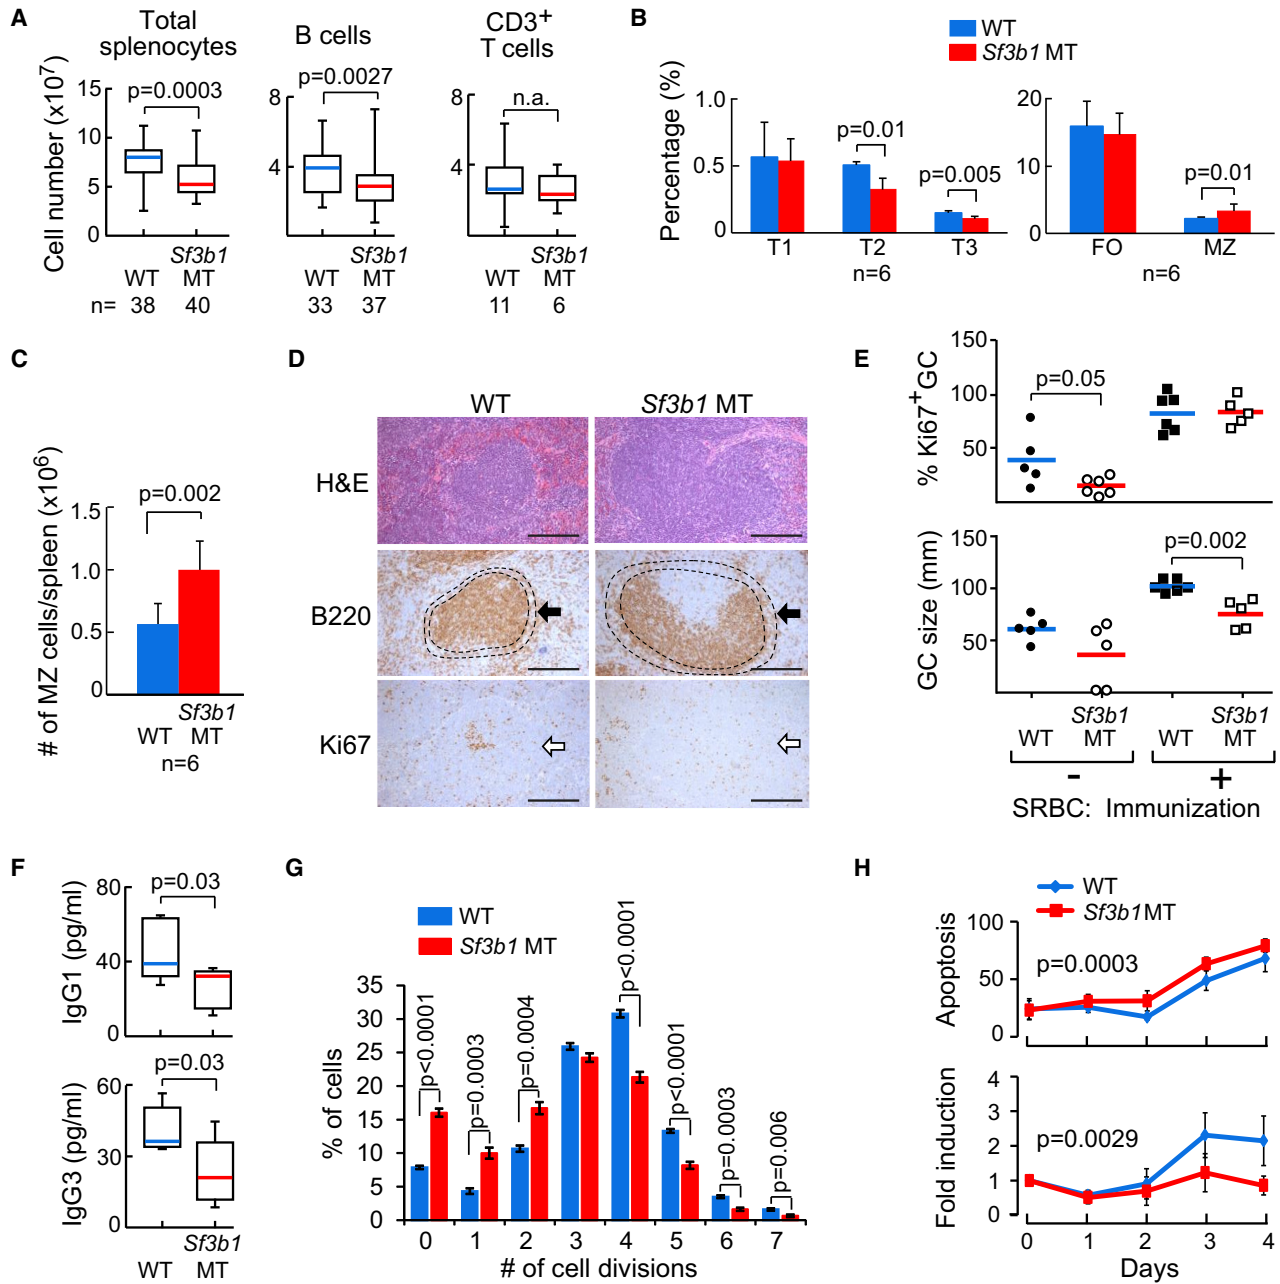 A
Total
splenocytes
B cells
CD3+
T cells
p=0.0003
p=0.0027
n.a.
Cell number (x10⁷)
15
10
5
0
8
4
8
4
WT
Sf3b1
MT
WT
Sf3b1
MT
WT
Sf3b1
MT
n= 38 40 33 37 11 6
B
WT
Sf3b1 MT
Percentage (%)
1.0
0.5
0
p=0.01
p=0.005
T1 T2 T3
n=6
20
10
0
p=0.01
FO MZ
n=6
C
# of MZ cells/spleen (x10⁶)
p=0.002
1.5
1.0
0.5
0
WT
Sf3b1
MT
n=6
D
WT Sf3b1 MT
H&E
B220
Ki67
E
% Ki67+GC
150
100
50
p=0.05
GC size (mm)
150
100
50
p=0.002
WT
Sf3b1
MT
WT
Sf3b1
MT
- +
SRBC: Immunization
F
IgG1 (pg/ml)
80
40
0
p=0.03
IgG3 (pg/ml)
60
30
0
p=0.03
WT
Sf3b1
MT
G
WT
Sf3b1 MT
% of cells
35
30
25
20
15
10
5
0
p<0.0001
p=0.0003
p=0.0004
p<0.0001
p<0.0001
p=0.0003
p=0.006
0 1 2 3 4 5 6 7
# of cell divisions
H
WT
Sf3b1MT
Apoptosis
100
50
0
p=0.0003
Fold induction
4
3
2
1
0
p=0.0029
0 1 2 3 4
Days